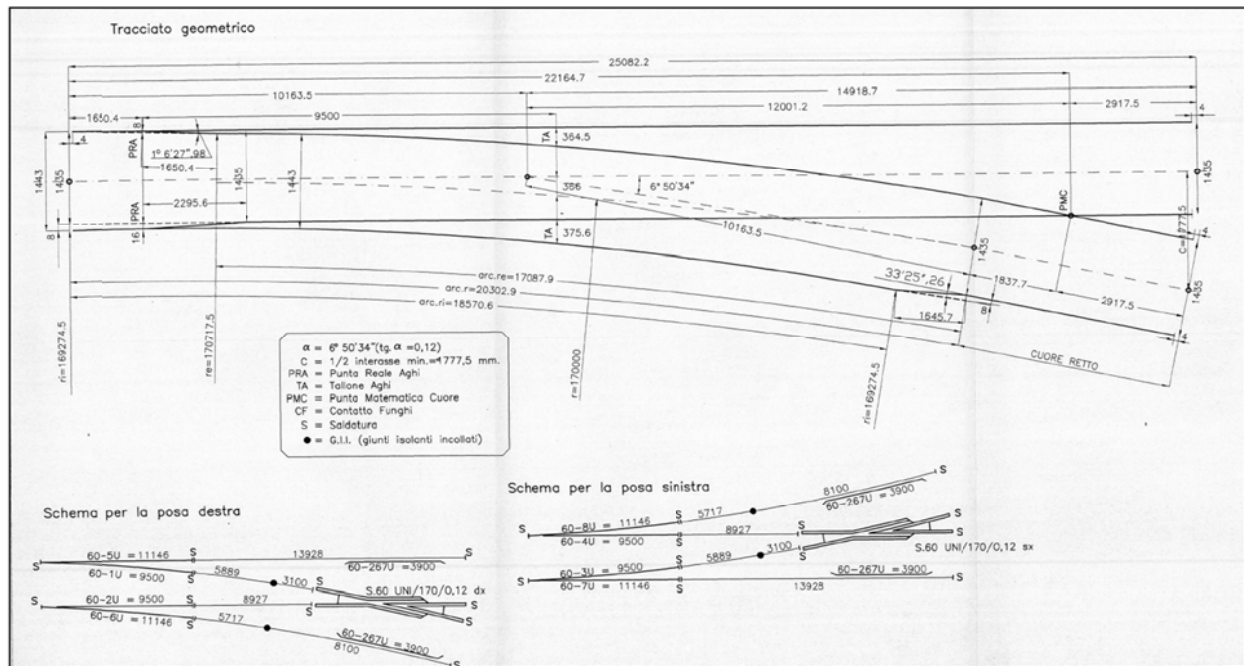 Tracciato geometrico
25082.2
22164.7
10163.5
14918.7
12001.2
2917.5
4
1650.4
8
9500
4
PRA
1° 6'27",98
1650.4
TA
364.5
1443
1435
1435
1443
386
6° 50'34"
PMC
1435
PRA
2295.6
8
16
TA
375.6
10163.5
1435
C=1777,5
4
1435
33'25",26
1837.7
2917.5
8
1645.7
4
arc.re=17087.9
arc.r=20302.9
arc.ri=18570.6
CUORE RETTO
ri=169274.5
re=170717.5
r=170000
ri=169274.5
α = 6° 50'34"(tg. α =0,12)
C = 1/2 interasse min.=1777,5 mm.
PRA = Punta Reale Aghi
TA = Tallone Aghi
PMC = Punta Matematica Cuore
CF = Contatto Funghi
S = Saldatura
● = G.I.I. (giunti isolanti incollati)
Schema per la posa destra
S
60-5U = 11146
S
S
13928
60-267U =3900
S
60-1U = 9500
5889
3100
S
S.60 UNI/170/0,12 dx
S
60-2U = 9500
S
S
8927
S
S
S
60-6U = 11146
5717
60-267U =3900
8100
S
Schema per la posa sinistra
S
8100
60-267U =3900
S
60-8U = 11146
S
S
5717
60-4U = 9500
8927
S
S
S
S
3100
S.60 UNI/170/0,12 sx
S
60-3U = 9500
S
S
5889
60-267U =3900
60-7U = 11146
13928
S